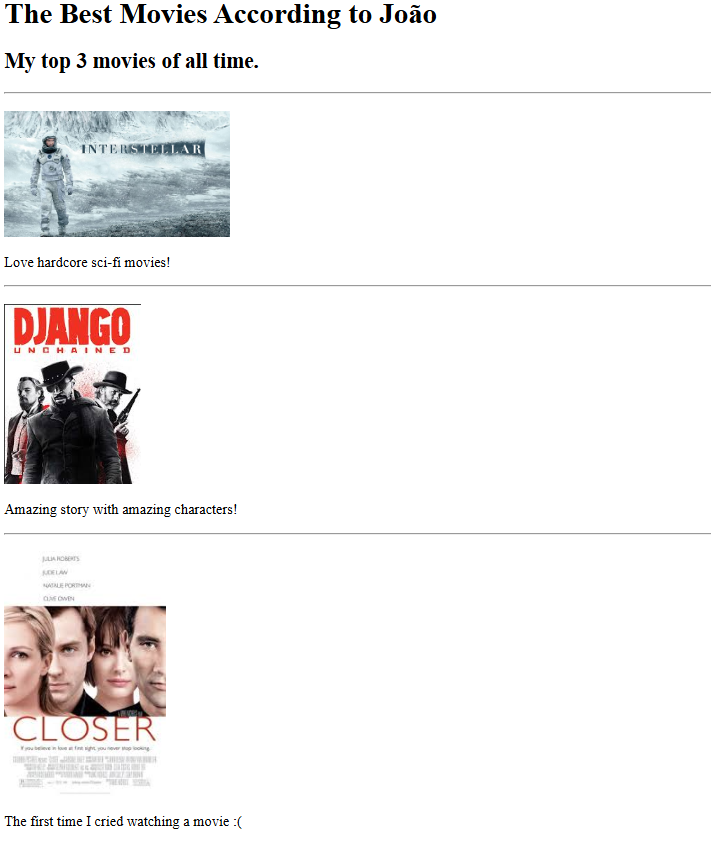 The Best Movies According to João
My top 3 movies of all time.
INTERSTELLAR
Love hardcore sci-fi movies!
DJANGO
UNCHAINED
Amazing story with amazing characters!
JULIA ROBERTS
JUDE LAW
NATALIE PORTMAN
CLIVE OWEN
CLOSER
If you believe in love at first sight, you never stop looking.
The first time I cried watching a movie :(